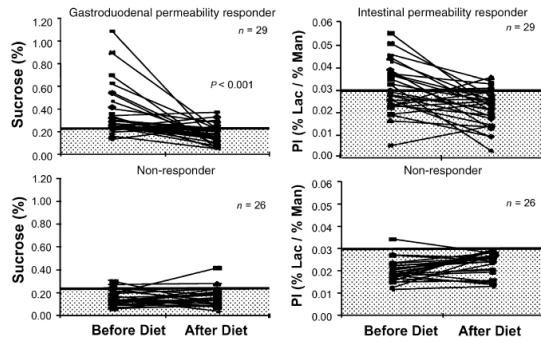 Gastroduodenal permeability responder
n = 29
P < 0.001
Sucrose (%)
1.20
1.00
0.80
0.60
0.40
0.20
0.00
Intestinal permeability responder
n = 29
PI (% Lac / % Man)
0.06
0.05
0.04
0.03
0.02
0.01
0.00
Non-responder
n = 26
Sucrose (%)
1.20
1.00
0.80
0.60
0.40
0.20
0.00
Before Diet After Diet
Non-responder
n = 26
PI (% Lac / % Man)
0.06
0.05
0.04
0.03
0.02
0.01
0.00
Before Diet After Diet